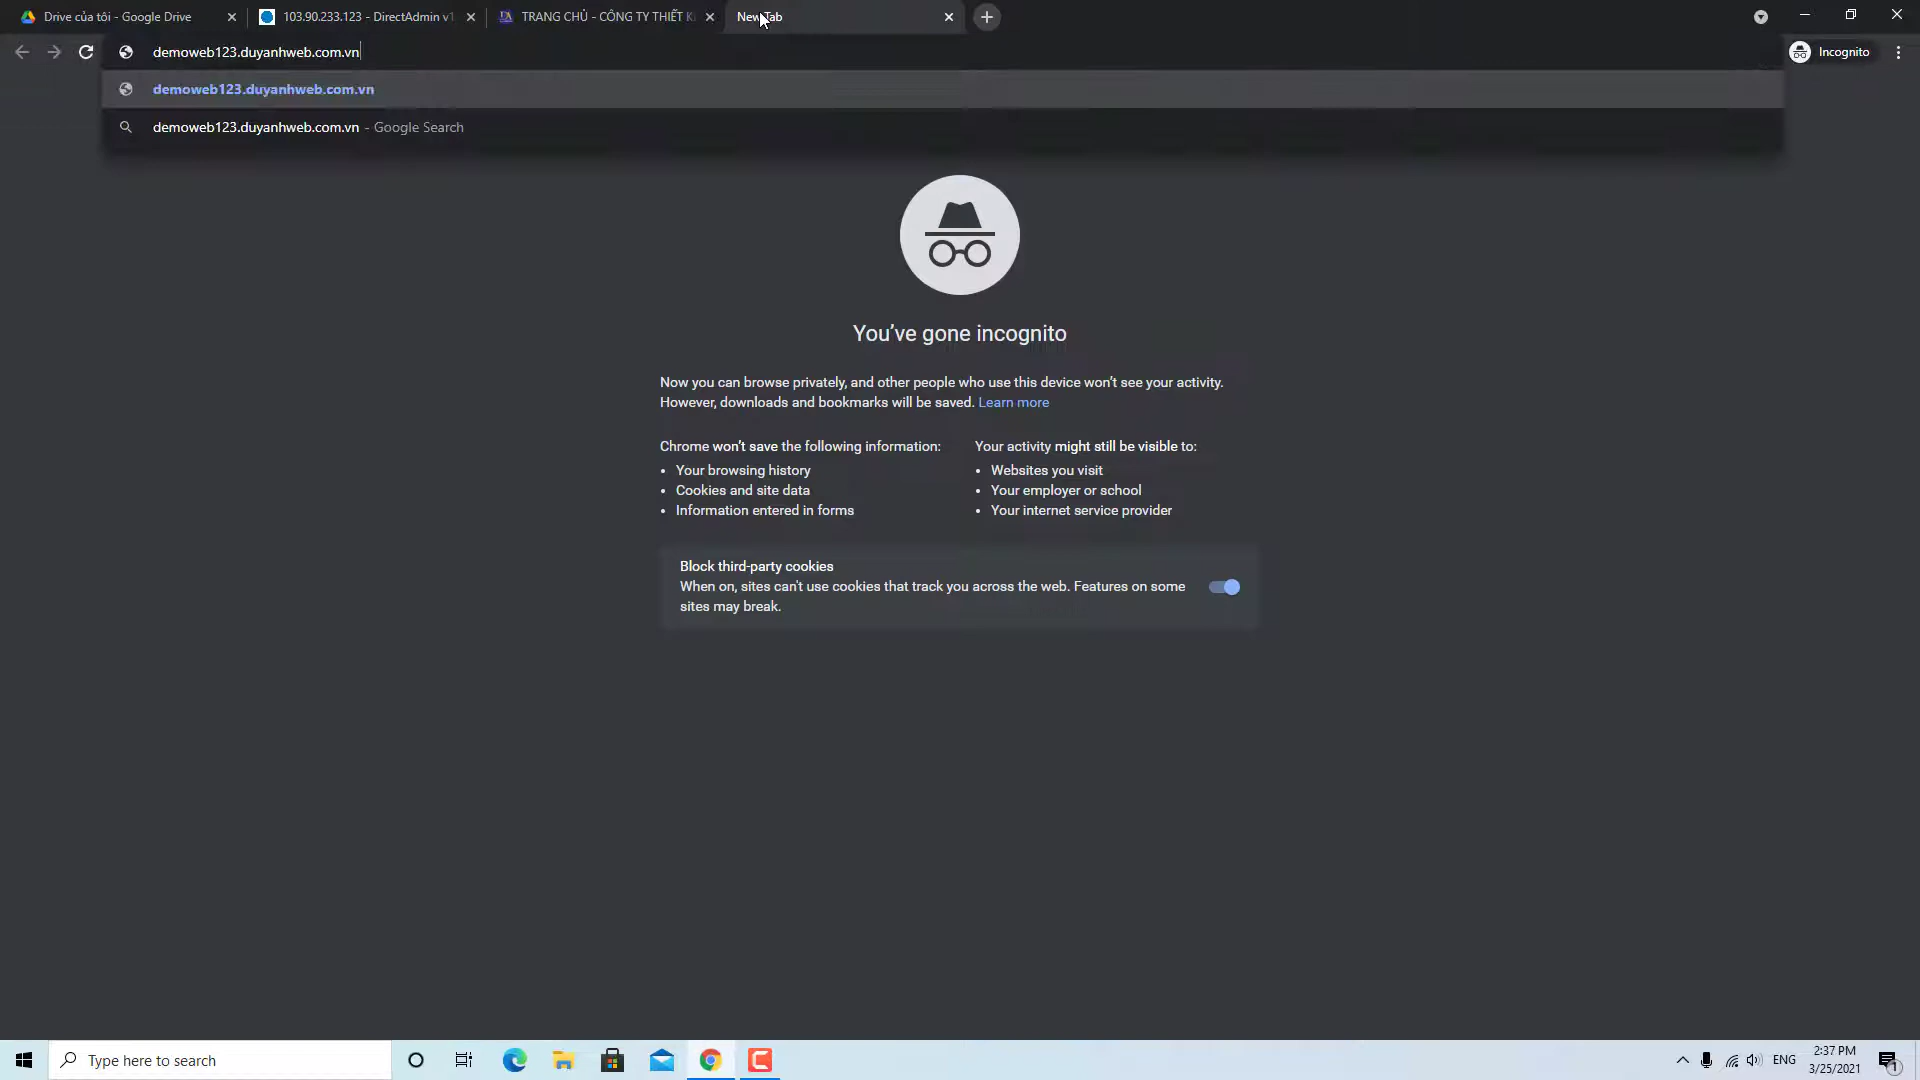 Drive của tôi - Google Drive
103.90.233.123 - DirectAdmin v1
TRANG CHỦ - CÔNG TY THIẾT K
New Tab
demoweb123.duyanhweb.com.vn
Incognito
demoweb123.duyanhweb.com.vn
demoweb123.duyanhweb.com.vn - Google Search
You've gone incognito
Now you can browse privately, and other people who use this device won't see your activity.
However, downloads and bookmarks will be saved. Learn more
Chrome won't save the following information:
• Your browsing history
• Cookies and site data
• Information entered in forms
Your activity might still be visible to:
• Websites you visit
• Your employer or school
• Your internet service provider
Block third-party cookies
When on, sites can't use cookies that track you across the web. Features on some
sites may break.
Type here to search
ENG
2:37 PM
3/25/2021
1